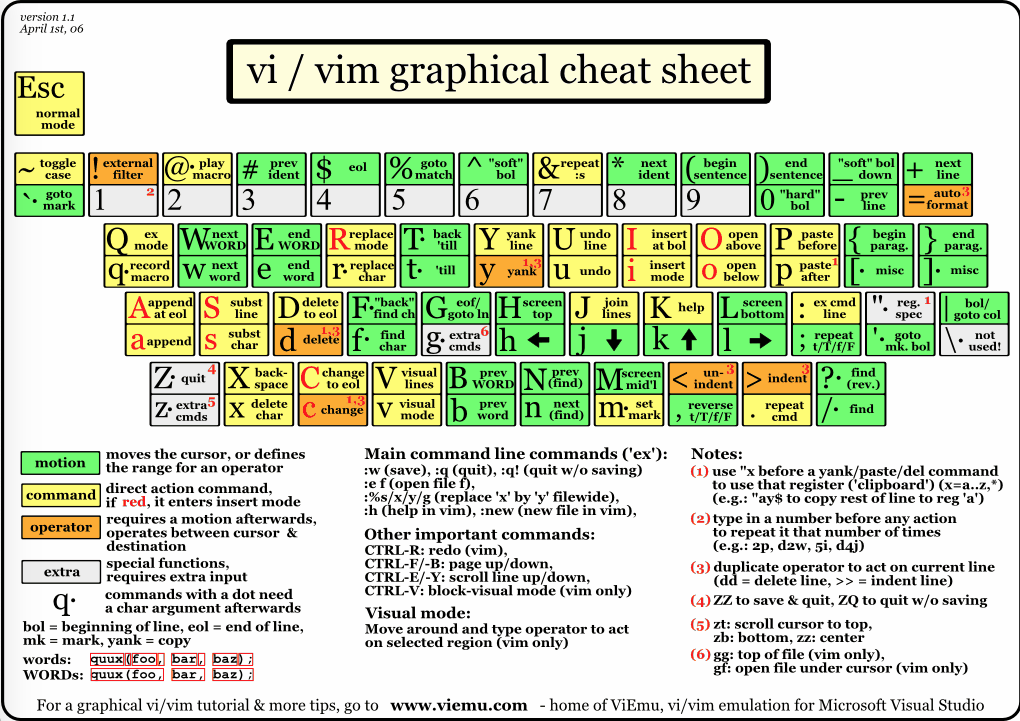 version 1.1
April 1st, 06
vi / vim graphical cheat sheet
Esc
normal
mode
~ toggle
case
! external
filter
@· play
macro
# prev
ident
$ eol
% goto
match
^ "soft"
bol
& repeat
:s
* next
ident
( begin
sentence
) end
sentence
_ "soft" bol
down
+ next
line
`· goto
mark
1 2
2
3
4
5
6
7
8
9
0 "hard"
bol
- prev
line
= auto 3
format
Q ex
mode
W next
WORD
E end
WORD
R replace
mode
T· back
'till
Y yank
line
U undo
line
I insert
at bol
O open
above
P paste
before
{ begin
parag.
} end
parag.
q· record
macro
w next
word
e end
word
r· replace
char
t· 'till
y yank 1,3
u undo
i insert
mode
o open
below
p paste 1
after
[· misc
]· misc
A append
at eol
S subst
line
D delete
to eol
F· "back"
find ch
G eof/
goto ln
H screen
top
J join
lines
K help
L screen
bottom
: ex cmd
line
"· reg. 1
spec
| bol/
goto col
a append
s subst
char
d delete 1,3
f· find
char
g· extra 6
cmds
h ←
j ↓
k ↑
l →
; repeat
t/T/f/F
'· goto
mk. bol
\· not
used!
Z· quit 4
X back-
space
C change
to eol
V visual
lines
B prev
WORD
N prev
(find)
M screen
mid'l
< un- 3
indent
> indent 3
?· find
(rev.)
z· extra 5
cmds
x delete
char
c change 1,3
v visual
mode
b prev
word
n next
(find)
m· set
mark
, reverse
t/T/f/F
. repeat
cmd
/· find
motion moves the cursor, or defines
the range for an operator
command direct action command,
if red, it enters insert mode
operator requires a motion afterwards,
operates between cursor &
destination
extra special functions,
requires extra input
q· commands with a dot need
a char argument afterwards
bol = beginning of line, eol = end of line,
mk = mark, yank = copy
words: quux(foo, bar, baz);
WORDs: quux(foo, bar, baz);
Main command line commands ('ex'):
:w (save), :q (quit), :q! (quit w/o saving)
:e f (open file f),
:%s/x/y/g (replace 'x' by 'y' filewide),
:h (help in vim), :new (new file in vim),
Other important commands:
CTRL-R: redo (vim),
CTRL-F/-B: page up/down,
CTRL-E/-Y: scroll line up/down,
CTRL-V: block-visual mode (vim only)
Visual mode:
Move around and type operator to act
on selected region (vim only)
Notes:
(1) use "x before a yank/paste/del command
to use that register ('clipboard') (x=a..z,*)
(e.g.: "ay$ to copy rest of line to reg 'a')
(2) type in a number before any action
to repeat it that number of times
(e.g.: 2p, d2w, 5i, d4j)
(3) duplicate operator to act on current line
(dd = delete line, >> = indent line)
(4) ZZ to save & quit, ZQ to quit w/o saving
(5) zt: scroll cursor to top,
zb: bottom, zz: center
(6) gg: top of file (vim only),
gf: open file under cursor (vim only)
For a graphical vi/vim tutorial & more tips, go to www.viemu.com - home of ViEmu, vi/vim emulation for Microsoft Visual Studio